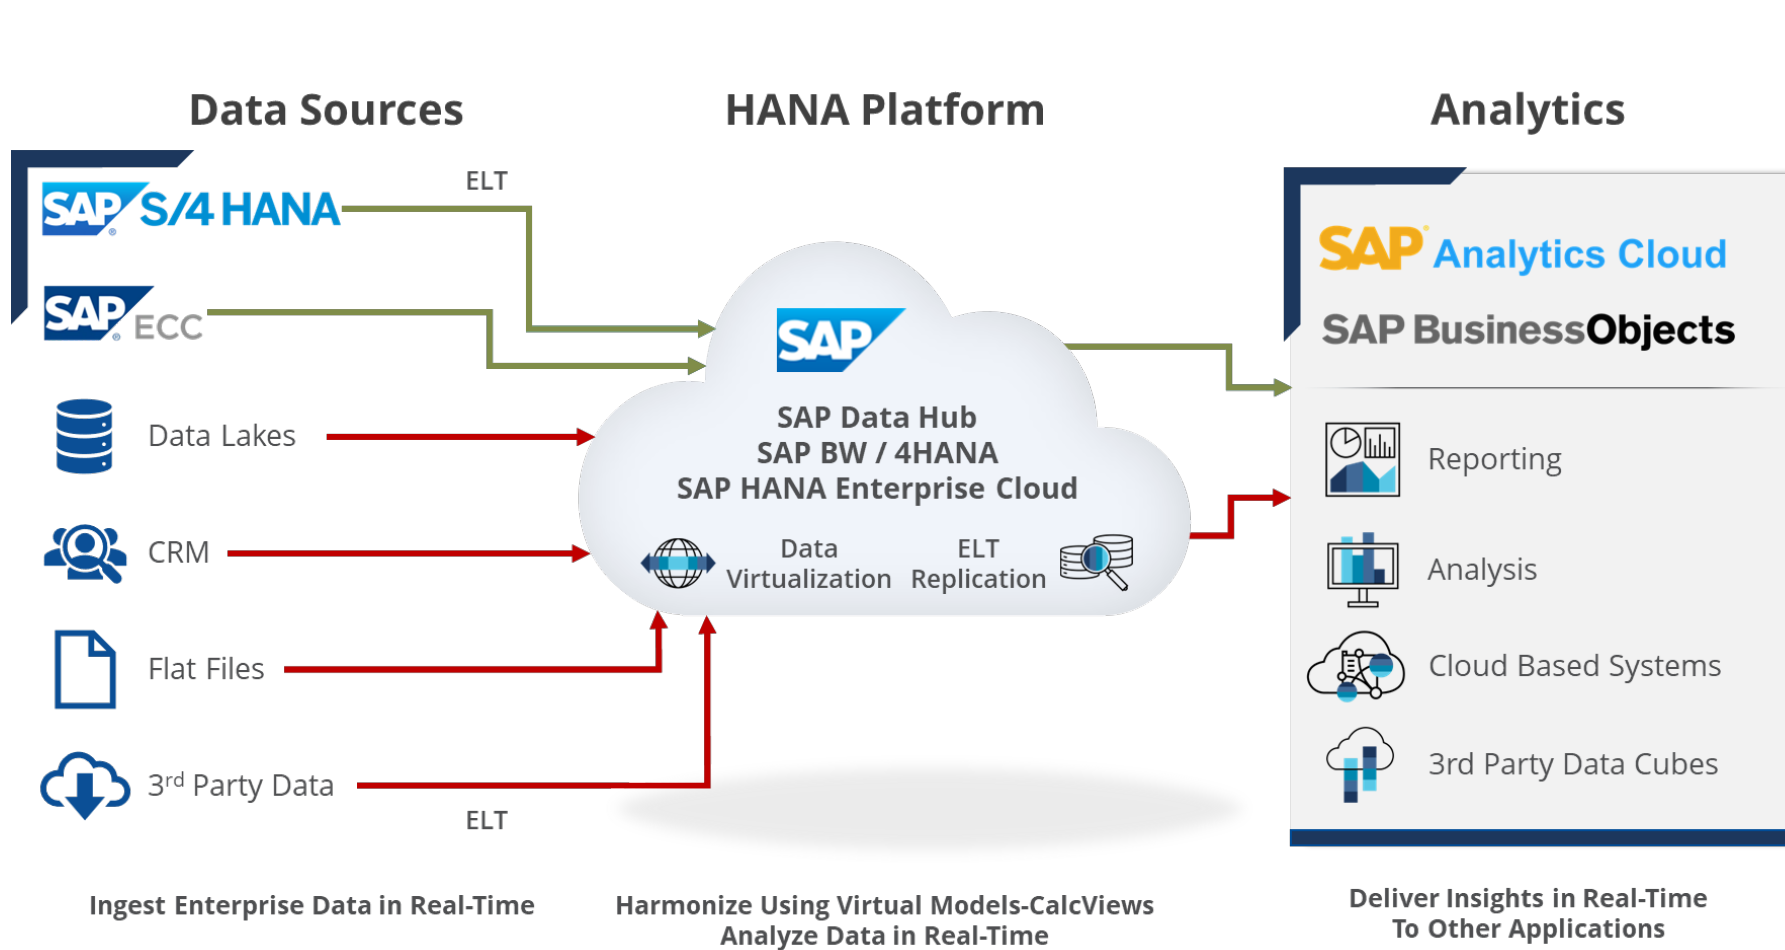 Data Sources
HANA Platform
Analytics
SAP® S/4 HANA
ELT
SAP® ECC
Data Lakes
CRM
Flat Files
3rd Party Data
ELT
SAP
SAP Data Hub
SAP BW / 4HANA
SAP HANA Enterprise Cloud
Data
Virtualization
ELT
Replication
SAP Analytics Cloud
SAP BusinessObjects
Reporting
Analysis
Cloud Based Systems
3rd Party Data Cubes
Ingest Enterprise Data in Real-Time
Harmonize Using Virtual Models-CalcViews
Analyze Data in Real-Time
Deliver Insights in Real-Time
To Other Applications